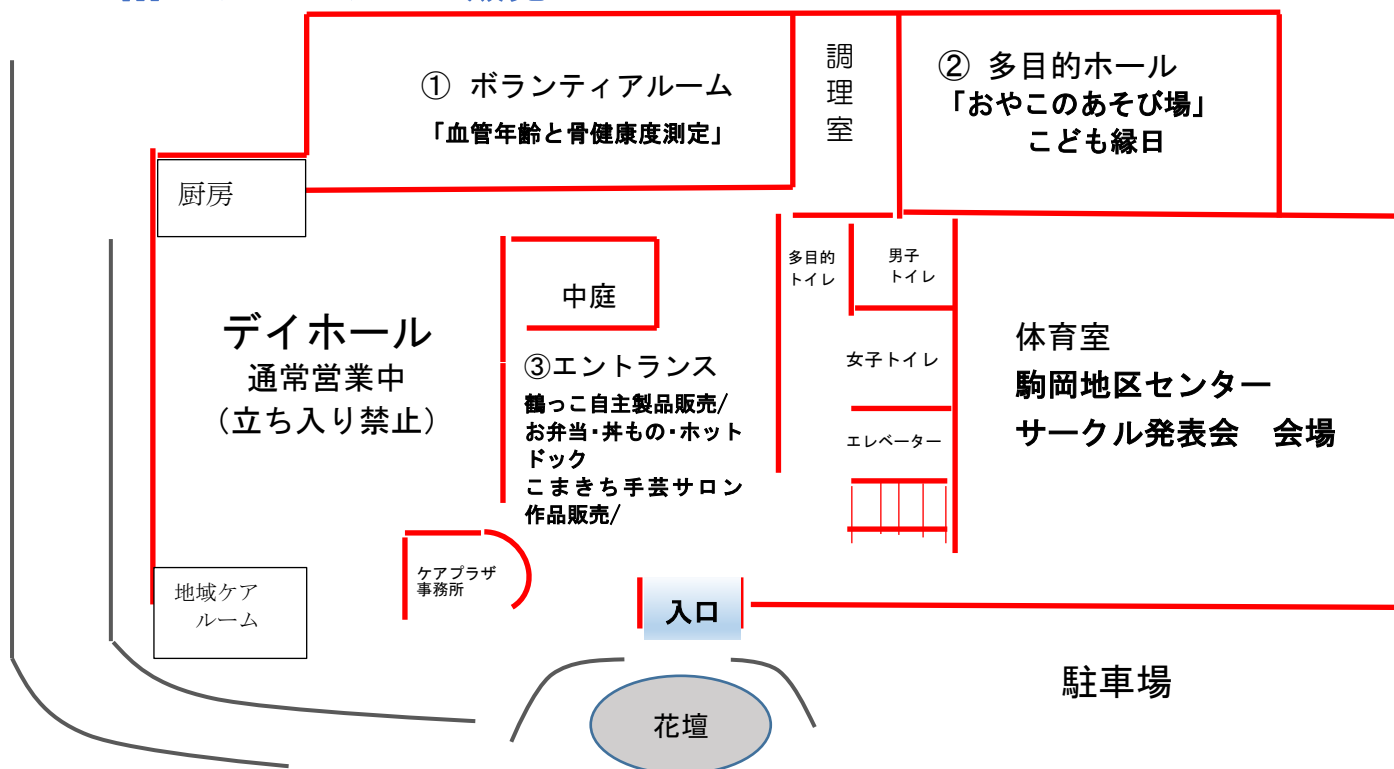 ① ボランティアルーム
「血管年齢と骨健康度測定」
調理室
② 多目的ホール
「おやこのあそび場」
こども縁日
厨房
デイホール
通常営業中
(立ち入り禁止)
中庭
③エントランス
鶴っこ自主製品販売/
お弁当・丼もの・ホット
ドック
こまきち手芸サロン
作品販売/
多目的
トイレ
男子
トイレ
女子トイレ
エレベーター
体育室
駒岡地区センター
サークル発表会　会場
ケアプラザ
事務所
地域ケア
ルーム
入口
駐車場
花壇